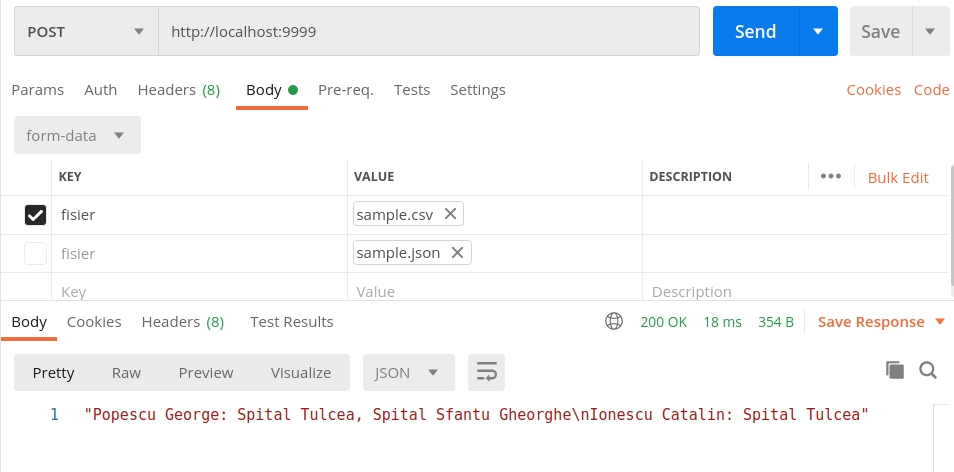 POST http://localhost:9999 Send Save
Params Auth Headers (8) Body Pre-req. Tests Settings Cookies Code
form-data
KEY VALUE DESCRIPTION ••• Bulk Edit
fisier sample.csv
fisier sample.json
Key Value Description
Body Cookies Headers (8) Test Results 200 OK 18 ms 354 B Save Response
Pretty Raw Preview Visualize JSON
1 "Popescu George: Spital Tulcea, Spital Sfantu Gheorghe\nIonescu Catalin: Spital Tulcea"